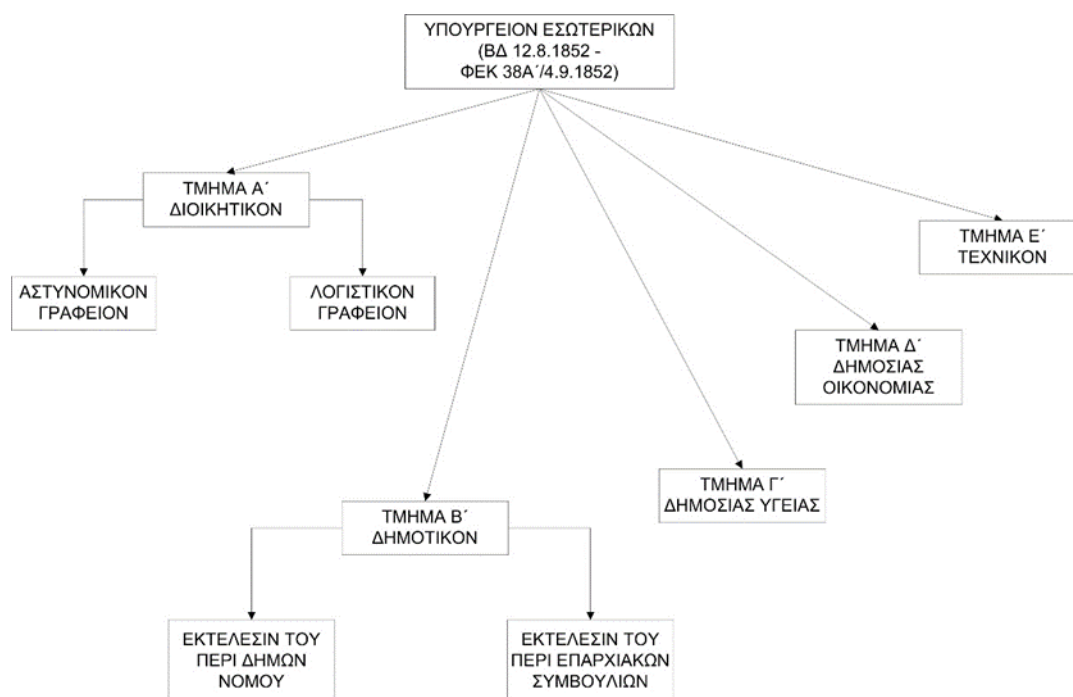 ΥΠΟΥΡΓΕΙΟΝ ΕΣΩΤΕΡΙΚΩΝ
(ΒΔ 12.8.1852 -
ΦΕΚ 38Α΄/4.9.1852)
ΤΜΗΜΑ Α΄
ΔΙΟΙΚΗΤΙΚΟΝ
ΑΣΤΥΝΟΜΙΚΟΝ
ΓΡΑΦΕΙΟΝ
ΛΟΓΙΣΤΙΚΟΝ
ΓΡΑΦΕΙΟΝ
ΤΜΗΜΑ Β΄
ΔΗΜΟΤΙΚΟΝ
ΕΚΤΕΛΕΣΙΝ ΤΟΥ
ΠΕΡΙ ΔΗΜΩΝ
ΝΟΜΟΥ
ΕΚΤΕΛΕΣΙΝ ΤΟΥ
ΠΕΡΙ ΕΠΑΡΧΙΑΚΩΝ
ΣΥΜΒΟΥΛΙΩΝ
ΤΜΗΜΑ Γ΄
ΔΗΜΟΣΙΑΣ ΥΓΕΙΑΣ
ΤΜΗΜΑ Δ΄
ΔΗΜΟΣΙΑΣ
ΟΙΚΟΝΟΜΙΑΣ
ΤΜΗΜΑ Ε΄
ΤΕΧΝΙΚΟΝ